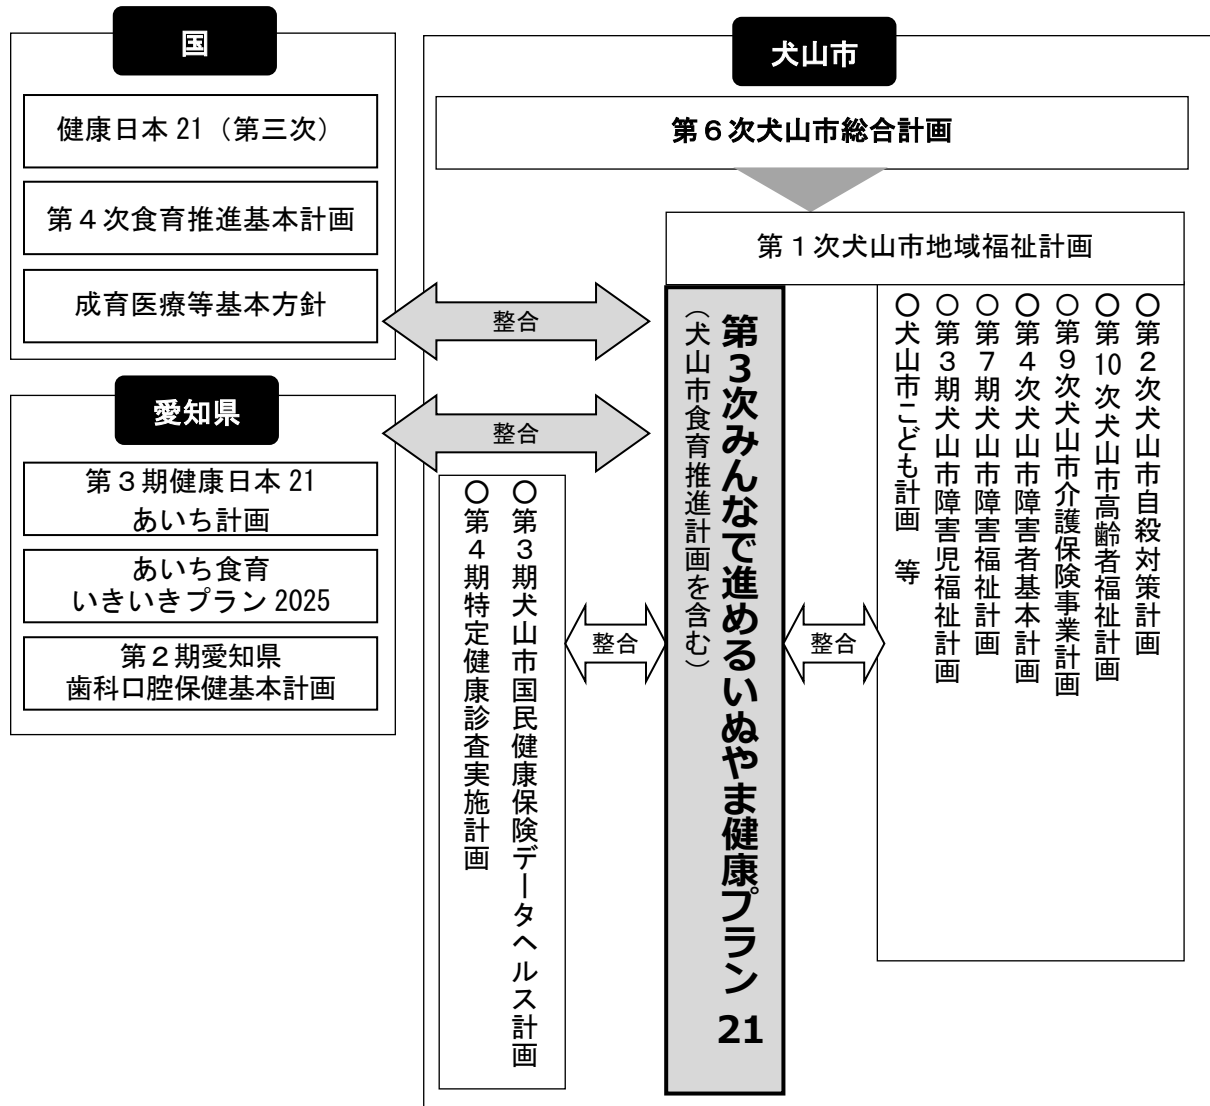 国
健康日本 21（第三次）
第４次食育推進基本計画
成育医療等基本方針
愛知県
第３期健康日本 21
あいち計画
あいち食育
いきいきプラン 2025
第２期愛知県
歯科口腔保健基本計画
犬山市
第６次犬山市総合計画
第１次犬山市地域福祉計画
整合
整合
整合
整合
第３次みんなで進めるいぬやま健康プラン 21
（犬山市食育推進計画を含む）
〇第２次犬山市自殺対策計画
〇第10次犬山市高齢者福祉計画
〇第９次犬山市介護保険事業計画
〇第４次犬山市障害者基本計画
〇第７期犬山市障害福祉計画
〇第３期犬山市障害児福祉計画
〇犬山市こども計画　等
〇第３期犬山市国民健康保険データヘルス計画
〇第４期特定健康診査実施計画